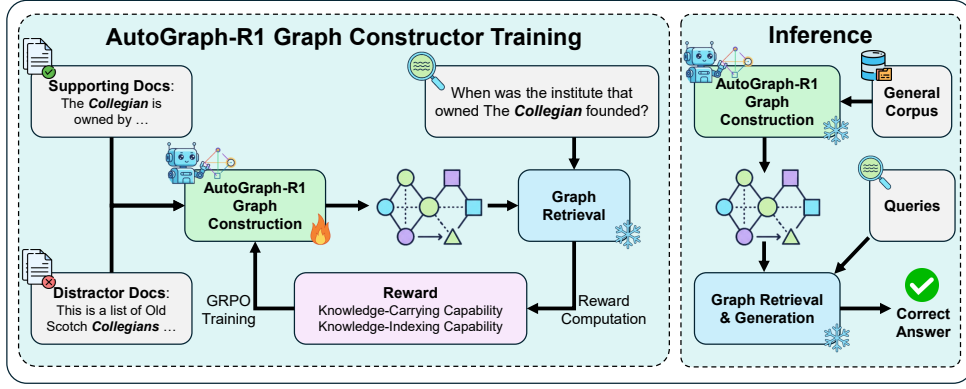 AutoGraph-R1 Graph Constructor Training
Supporting Docs:
The Collegian is
owned by ...
When was the institute that
owned The Collegian founded?
AutoGraph-R1
Graph
Construction
Graph
Retrieval
Distractor Docs:
This is a list of Old
Scotch Collegians ...
GRPO
Training
Reward
Knowledge-Carrying Capability
Knowledge-Indexing Capability
Reward
Computation
Inference
AutoGraph-R1
Graph
Construction
General
Corpus
Queries
Graph Retrieval
& Generation
Correct
Answer